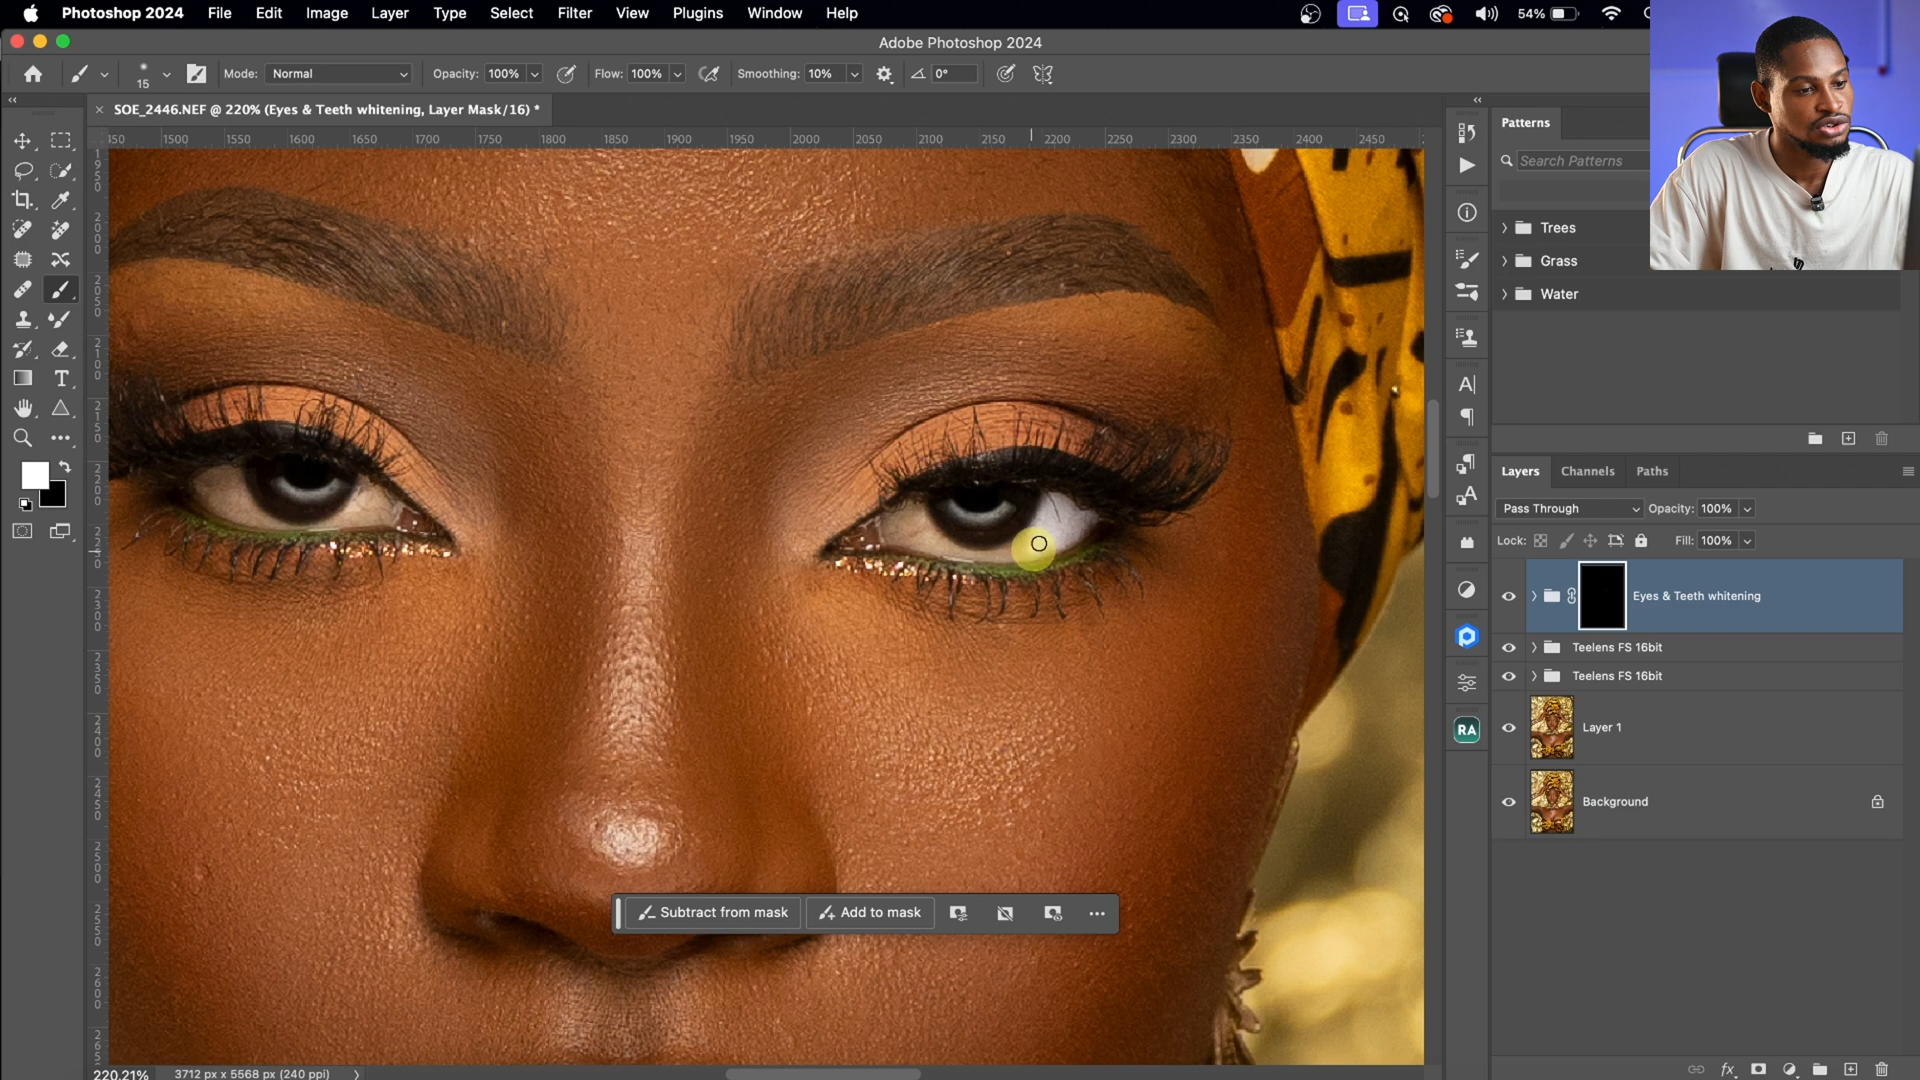 Photoshop 2024 File Edit Image Layer Type Select Filter View Plugins Window Help 54%
Adobe Photoshop 2024
15 Mode: Normal Opacity: 100% Flow: 100% Smoothing: 10% 0°
SOE_2446.NEF @ 220% (Eyes & Teeth whitening, Layer Mask/16) *
1500 1550 1600 1650 1700 1750 1800 1850 1900 1950 2000 2050 2100 2150 2200 2250 2300 2350 2400 2450
Patterns
Search Patterns
Trees
Grass
Water
Layers Channels Paths
Pass Through Opacity: 100%
Lock: Fill: 100%
Eyes & Teeth whitening
Teelens FS 16bit
Teelens FS 16bit
Layer 1
Background
RA
Subtract from mask Add to mask
220.21% 3712 px x 5568 px (240 ppi)